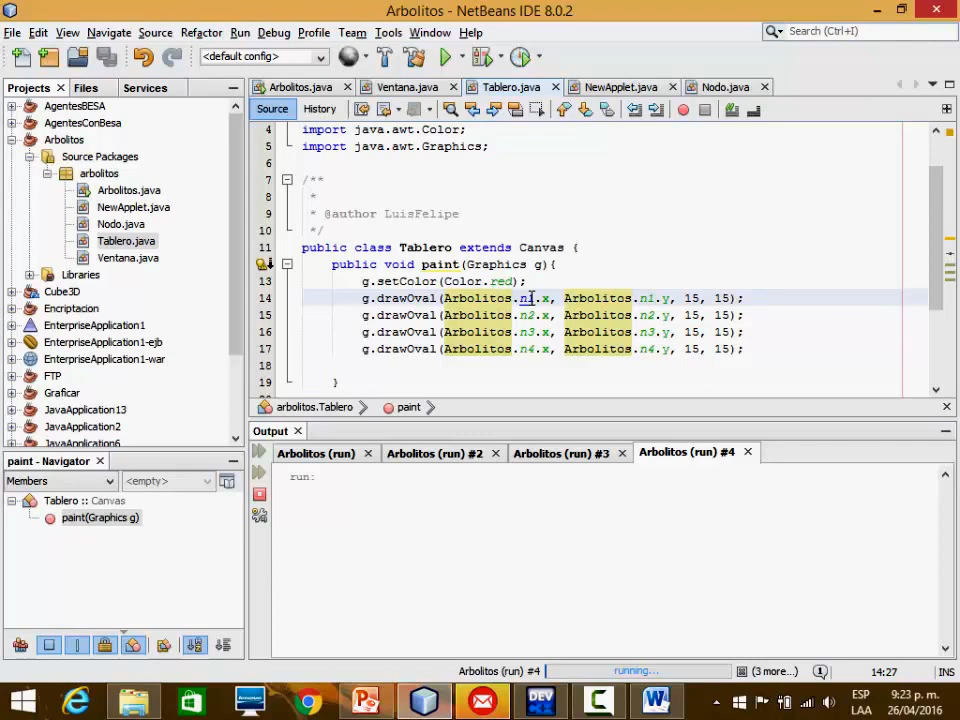 Arbolitos - NetBeans IDE 8.0.2
File Edit View Navigate Source Refactor Run Debug Profile Team Tools Window Help
Search (Ctrl+I)
<default config>
Projects Files Services
Arbolitos.java Ventana.java Tablero.java NewApplet.java Nodo.java
Source History
AgentesBESA
AgentesConBesa
Arbolitos
Source Packages
arbolitos
Arbolitos.java
NewApplet.java
Nodo.java
Tablero.java
Ventana.java
Libraries
Cube3D
Encriptacion
EnterpriseApplication1
EnterpriseApplication1-ejb
EnterpriseApplication1-war
FTP
Graficar
JavaApplication13
JavaApplication2
JavaApplication6
4 import java.awt.Color;
5 import java.awt.Graphics;
6
7 /**
8 *
9 * @author LuisFelipe
10 */
11 public class Tablero extends Canvas {
public void paint(Graphics g){
13 g.setColor(Color.red);
14 g.drawOval(Arbolitos.n1.x, Arbolitos.n1.y, 15, 15);
15 g.drawOval(Arbolitos.n2.x, Arbolitos.n2.y, 15, 15);
16 g.drawOval(Arbolitos.n3.x, Arbolitos.n3.y, 15, 15);
17 g.drawOval(Arbolitos.n4.x, Arbolitos.n4.y, 15, 15);
18
19 }
arbolitos.Tablero paint
Output
Arbolitos (run) Arbolitos (run) #2 Arbolitos (run) #3 Arbolitos (run) #4
run:
paint - Navigator
Members <empty>
Tablero :: Canvas
paint(Graphics g)
Arbolitos (run) #4 running... (3 more...) 14:27 INS
ESP
LAA
9:23 p. m.
26/04/2016